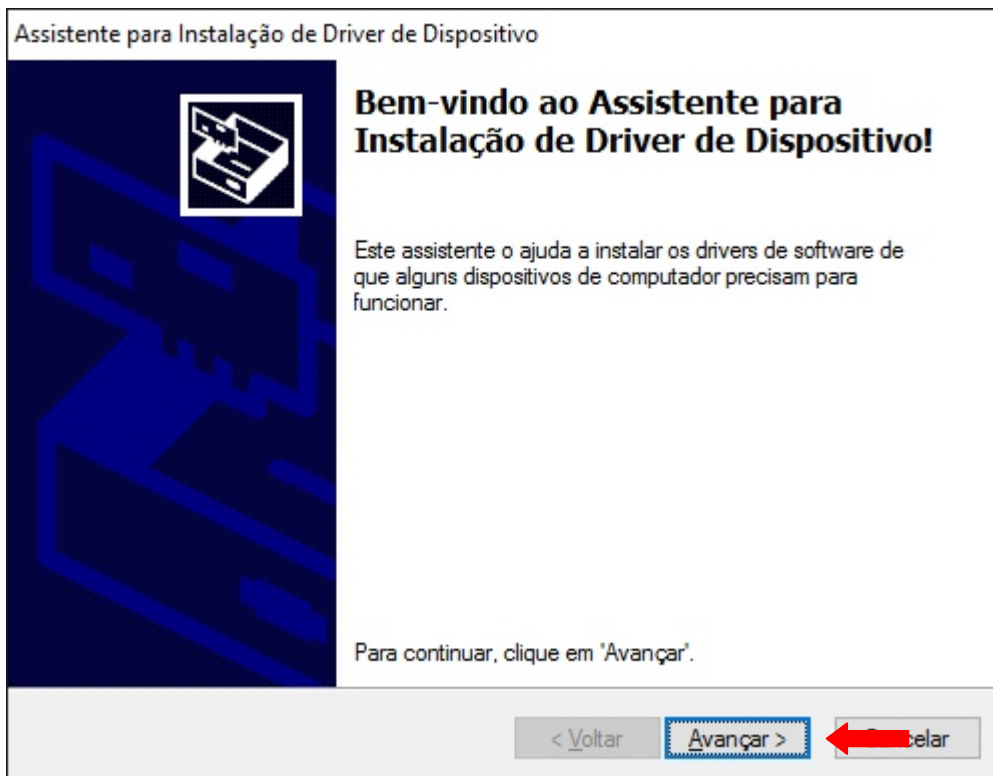 Assistente para Instalação de Driver de Dispositivo
Bem-vindo ao Assistente para
Instalação de Driver de Dispositivo!
Este assistente o ajuda a instalar os drivers de software de
que alguns dispositivos de computador precisam para
funcionar.
Para continuar, clique em 'Avançar'.
< Voltar
Avançar >